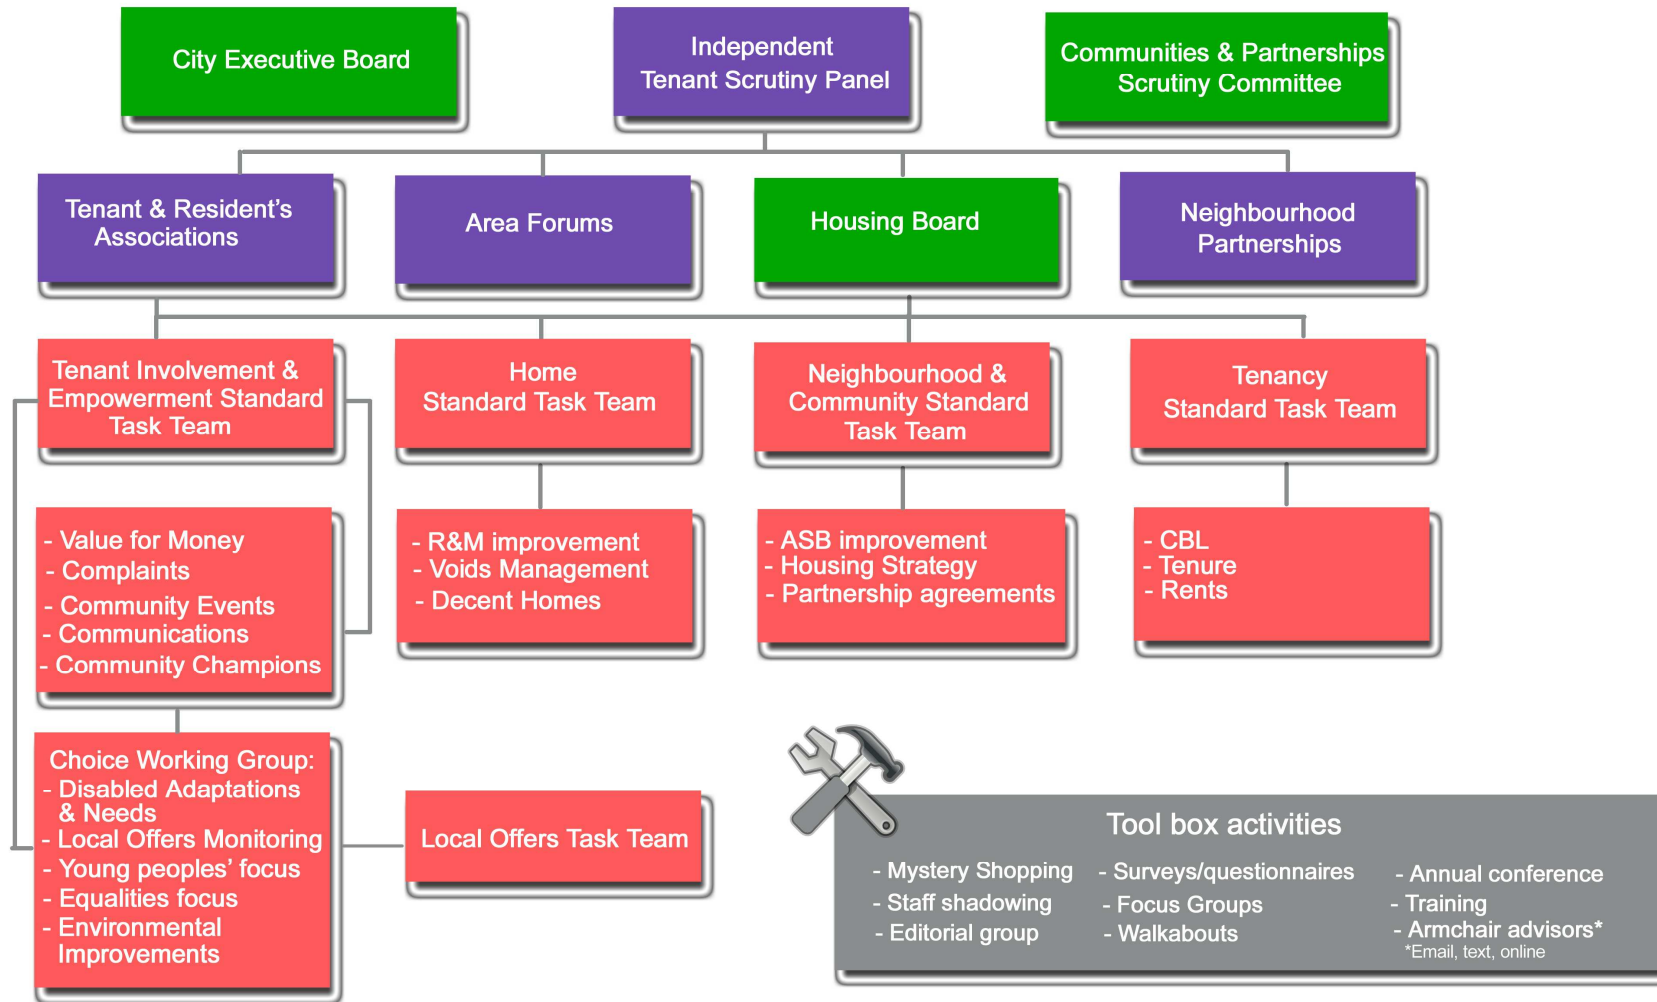 City Executive Board
Independent
Tenant Scrutiny Panel
Communities & Partnerships
Scrutiny Committee
Tenant & Resident's
Associations
Area Forums
Housing Board
Neighbourhood
Partnerships
Tenant Involvement &
Empowerment Standard
Task Team
Home
Standard Task Team
Neighbourhood &
Community Standard
Task Team
Tenancy
Standard Task Team
- Value for Money
- Complaints
- Community Events
- Communications
- Community Champions
- R&M improvement
- Voids Management
- Decent Homes
- ASB improvement
- Housing Strategy
- Partnership agreements
- CBL
- Tenure
- Rents
Choice Working Group:
- Disabled Adaptations
& Needs
- Local Offers Monitoring
- Young peoples' focus
- Equalities focus
- Environmental
Improvements
Local Offers Task Team
Tool box activities
- Mystery Shopping
- Staff shadowing
- Editorial group
- Surveys/questionnaires
- Focus Groups
- Walkabouts
- Annual conference
- Training
- Armchair advisors*
*Email, text, online